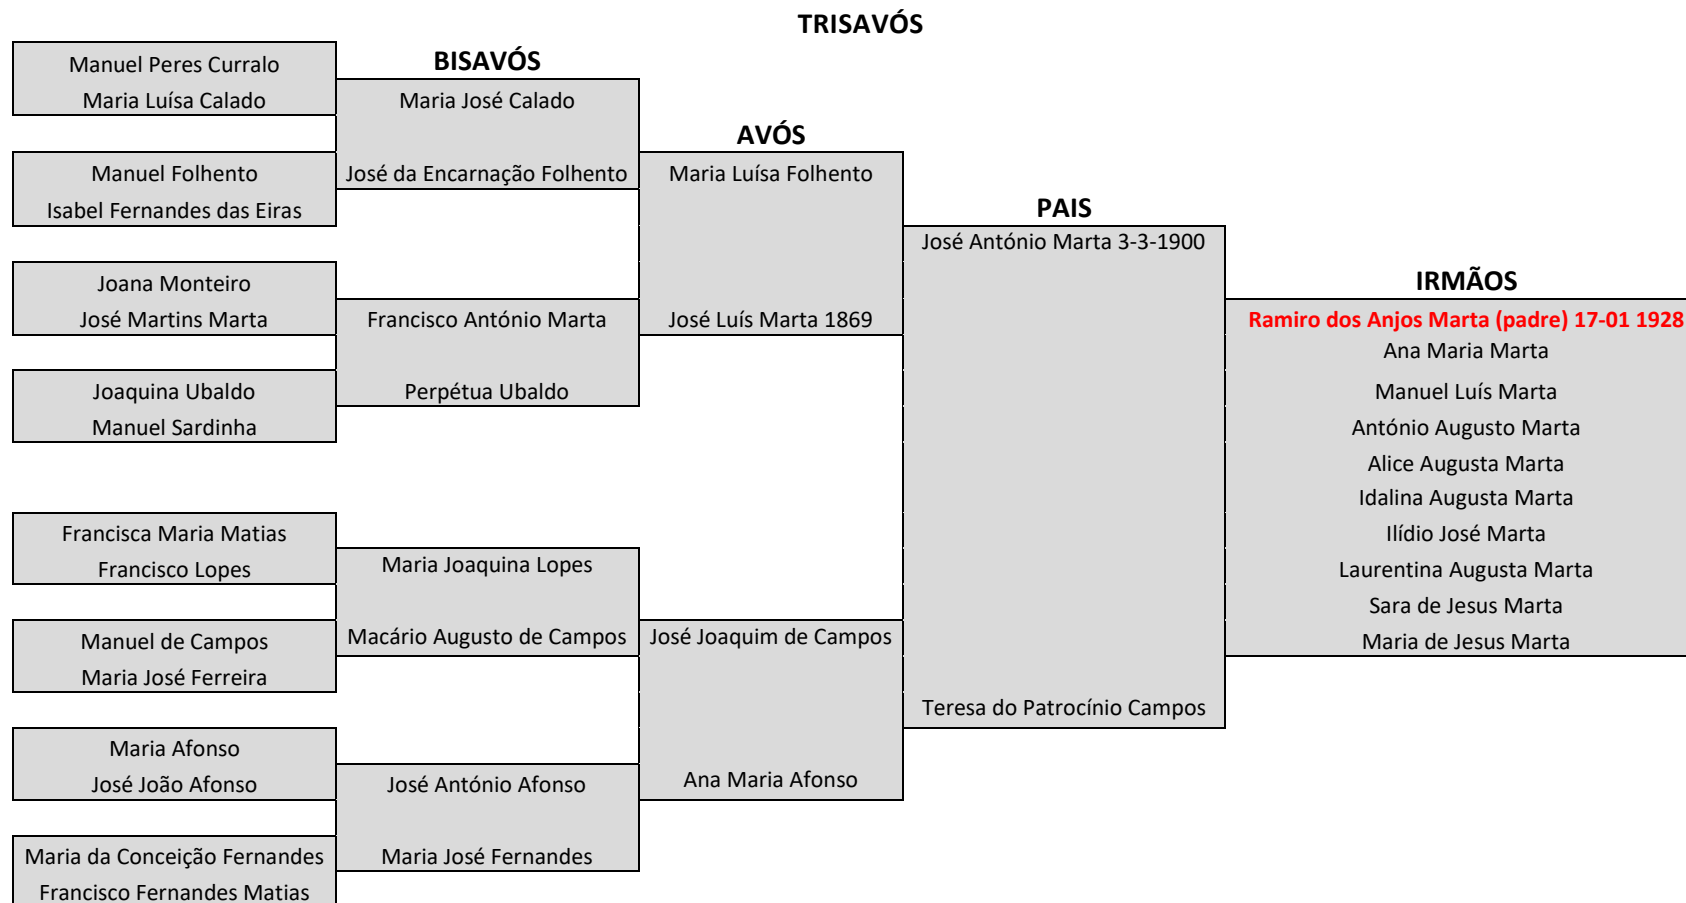 TRISAVÓS
Manuel Peres Curralo
Maria Luísa Calado
Manuel Folhento
Isabel Fernandes das Eiras
Joana Monteiro
José Martins Marta
Joaquina Ubaldo
Manuel Sardinha
Francisca Maria Matias
Francisco Lopes
Manuel de Campos
Maria José Ferreira
Maria Afonso
José João Afonso
Maria da Conceição Fernandes
Francisco Fernandes Matias
BISAVÓS
Maria José Calado
José da Encarnação Folhento
Francisco António Marta
Perpétua Ubaldo
Maria Joaquina Lopes
Macário Augusto de Campos
José António Afonso
Maria José Fernandes
AVÓS
Maria Luísa Folhento
José Luís Marta 1869
José Joaquim de Campos
Ana Maria Afonso
PAIS
José António Marta 3-3-1900
Teresa do Patrocínio Campos
IRMÃOS
Ramiro dos Anjos Marta (padre) 17-01 1928
Ana Maria Marta
Manuel Luís Marta
António Augusto Marta
Alice Augusta Marta
Idalina Augusta Marta
Ilídio José Marta
Laurentina Augusta Marta
Sara de Jesus Marta
Maria de Jesus Marta